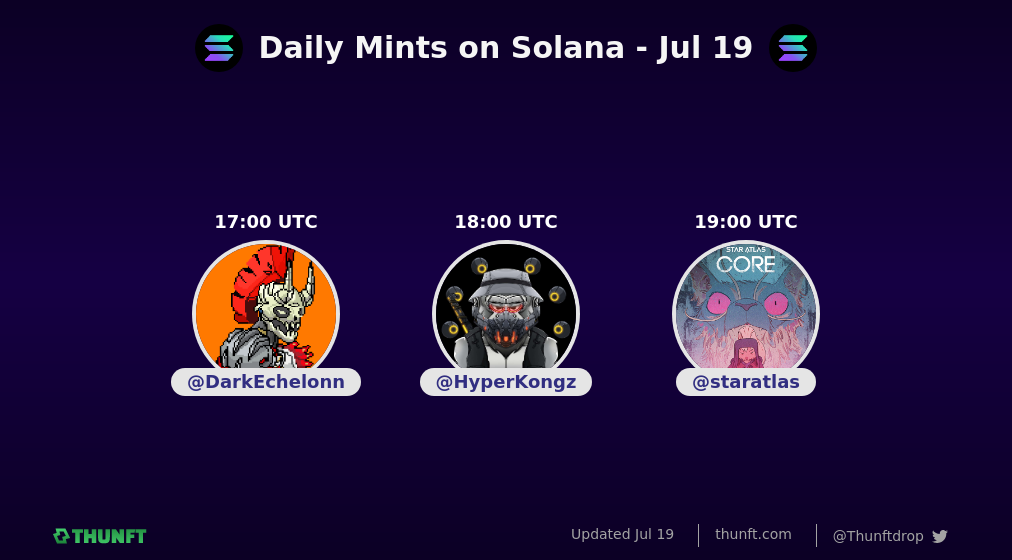 Daily Mints on Solana - Jul 19
17:00 UTC
18:00 UTC
19:00 UTC
STAR ATLAS
CORE
@DarkEchelonn
@HyperKongz
@staratlas
THUNFT
Updated Jul 19
thunft.com
@Thunftdrop